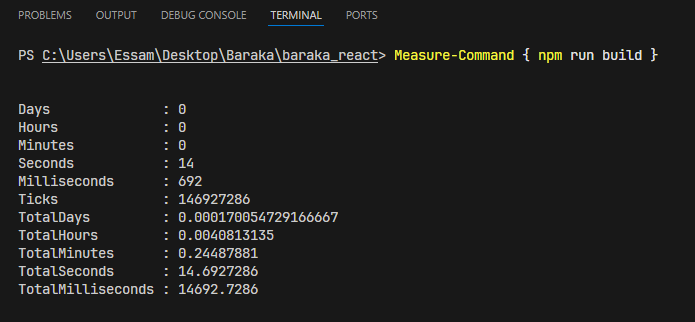 PROBLEMS OUTPUT DEBUG CONSOLE TERMINAL PORTS
PS C:\Users\Essam\Desktop\Baraka\baraka_react> Measure-Command { npm run build }
Days : 0
Hours : 0
Minutes : 0
Seconds : 14
Milliseconds : 692
Ticks : 146927286
TotalDays : 0.000170054729166667
TotalHours : 0.0040813135
TotalMinutes : 0.24487881
TotalSeconds : 14.6927286
TotalMilliseconds : 14692.7286